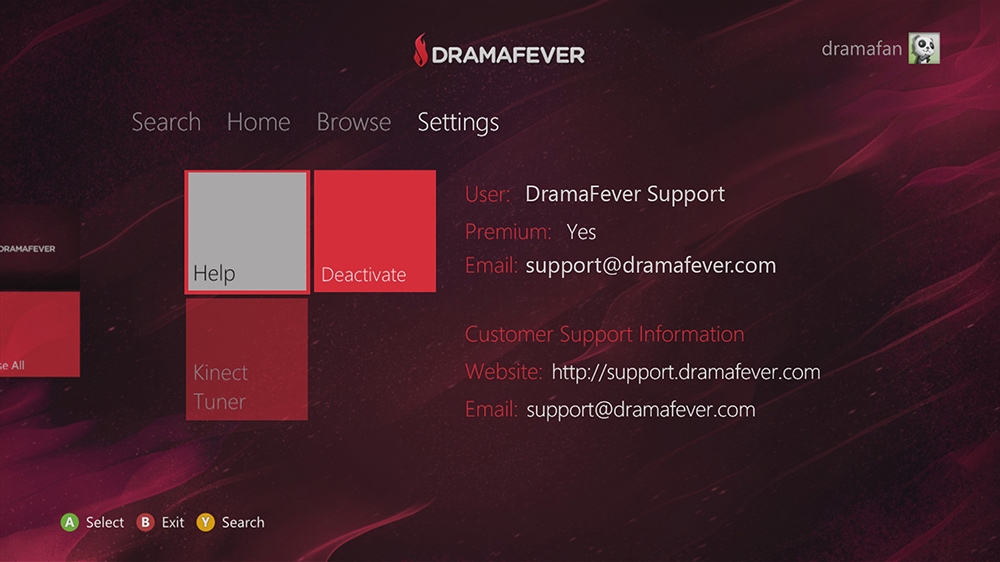 DRAMAFEVER
dramafan
Search Home Browse Settings
DRAMAFEVER
Help
Deactivate
User: DramaFever Support
Premium: Yes
Email: support@dramafever.com
se All
Kinect
Tuner
Customer Support Information
Website: http://support.dramafever.com
Email: support@dramafever.com
A Select B Exit Y Search